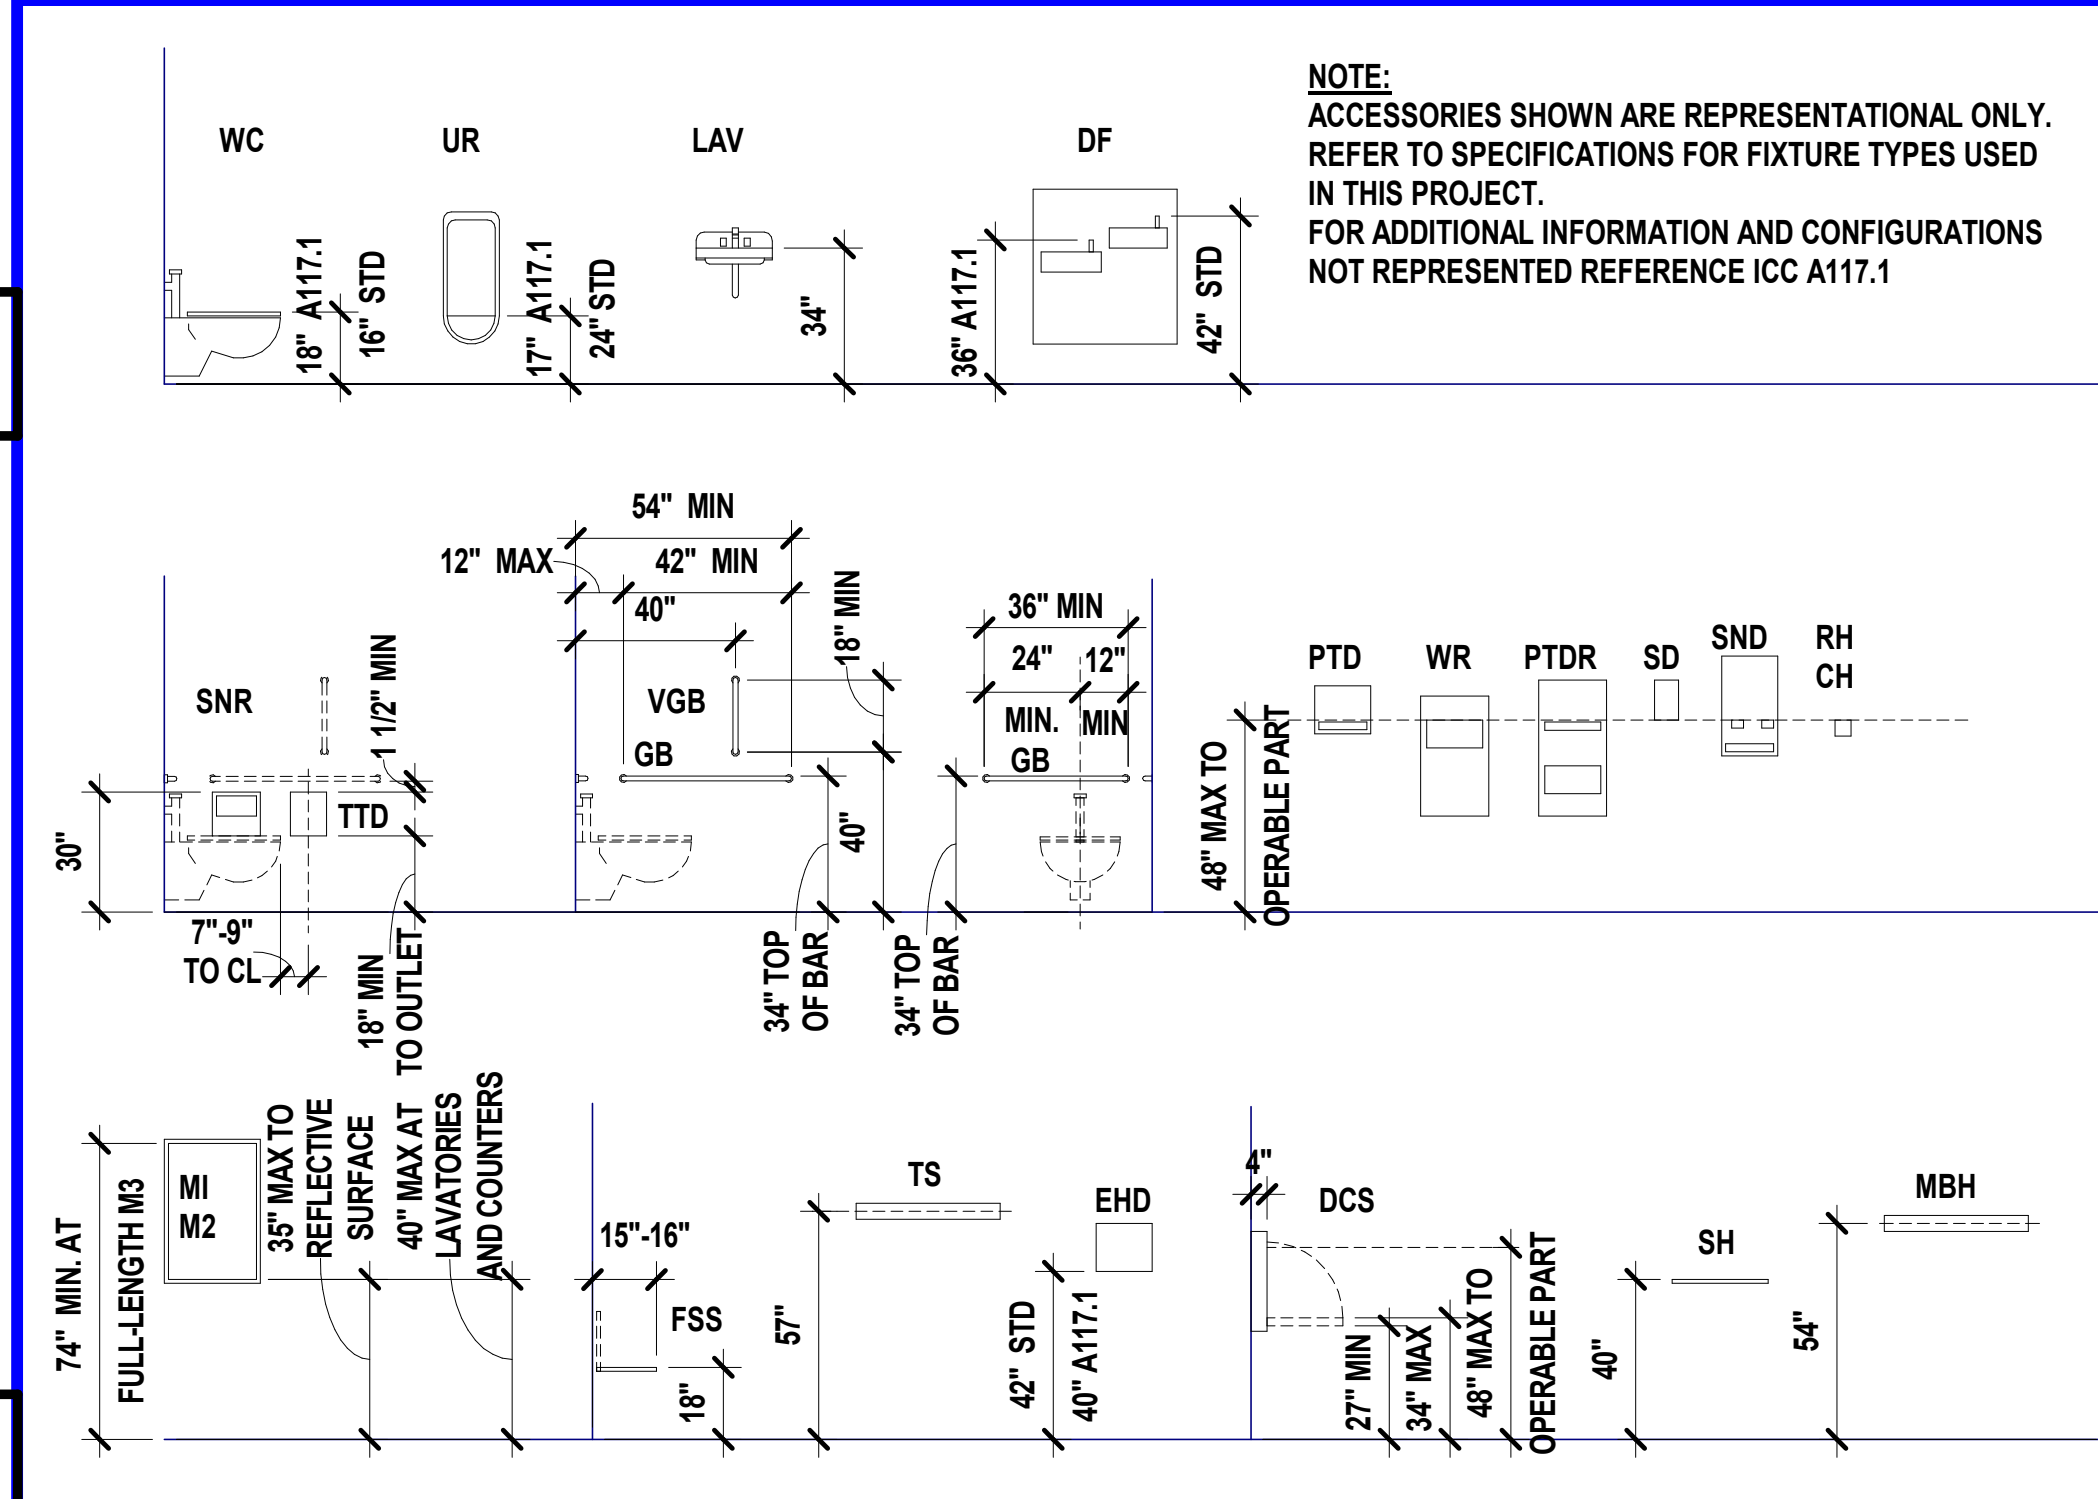 NOTE:
ACCESSORIES SHOWN ARE REPRESENTATIONAL ONLY.
REFER TO SPECIFICATIONS FOR FIXTURE TYPES USED
IN THIS PROJECT.
FOR ADDITIONAL INFORMATION AND CONFIGURATIONS
NOT REPRESENTED REFERENCE ICC A117.1
WC
UR
LAV
DF
18" A117.1
16" STD
17" A117.1
24" STD
34"
36" A117.1
42" STD
54" MIN
12" MAX
42" MIN
40"
18" MIN
36" MIN
24"
12"
MIN.
MIN
GB
SNR
1 1/2" MIN
VGB
GB
TTD
30"
7"-9"
TO CL
18" MIN
TO OUTLET
40"
34" TOP
OF BAR
34" TOP
OF BAR
48" MAX TO
OPERABLE PART
PTD
WR
PTDR
SD
SND
RH
CH
74" MIN. AT
FULL-LENGTH M3
MI
M2
35" MAX TO
REFLECTIVE
SURFACE
40" MAX AT
LAVATORIES
AND COUNTERS
15"-16"
FSS
18"
57"
TS
EHD
42" STD
40" A117.1
4"
DCS
27" MIN
34" MAX
48" MAX TO
OPERABLE PART
SH
40"
MBH
54"